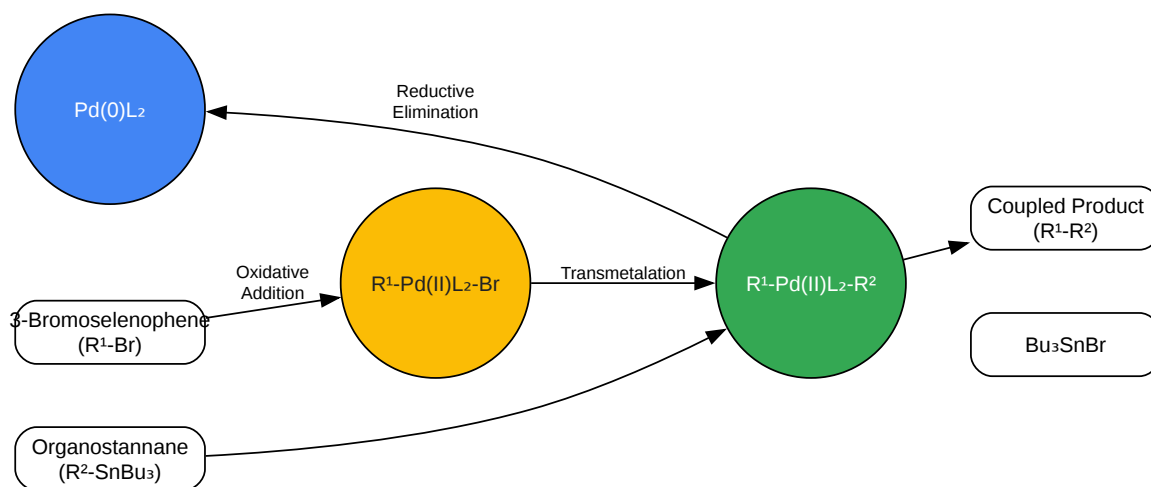 Pd(0)L₂
Reductive
Elimination
Oxidative
Addition
3-Bromoselenophene
(R¹-Br)
R¹-Pd(II)L₂-Br
Transmetalation
R¹-Pd(II)L₂-R²
Coupled Product
(R¹-R²)
Bu₃SnBr
Organostannane
(R²-SnBu₃)